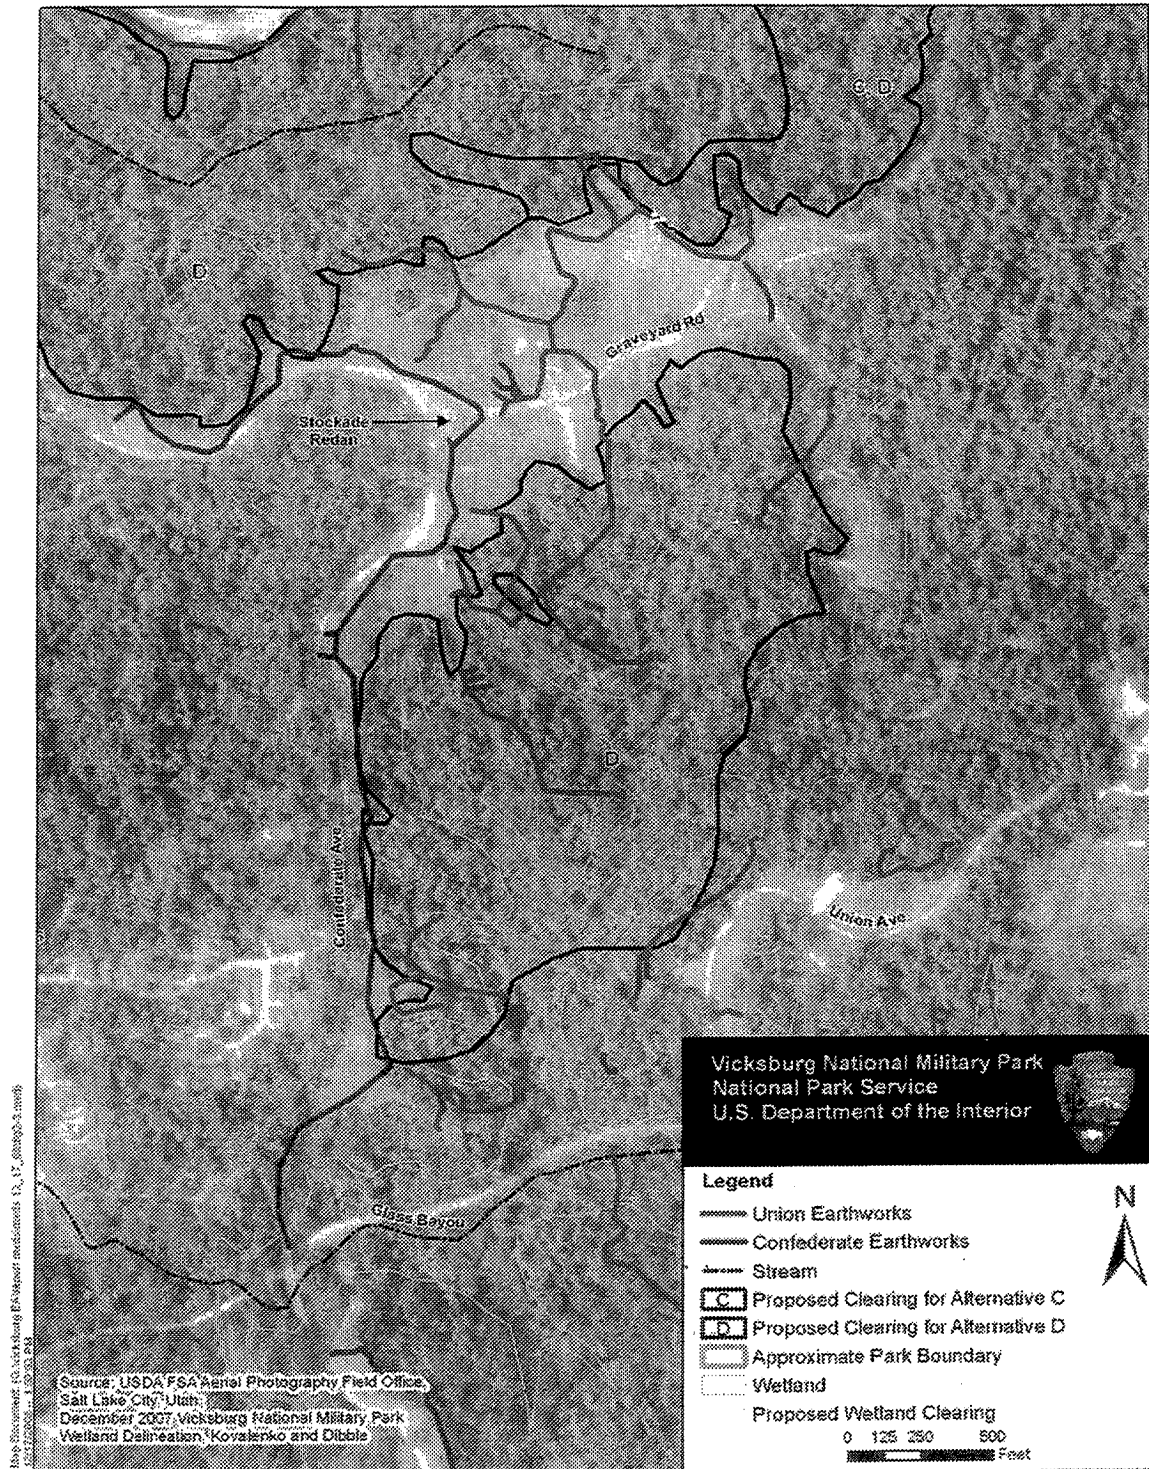 C, D
D
Graveyard Rd
Stockade
Redan
D
Confederate Ave
Union Ave
Glass Bayou
Vicksburg National Military Park
National Park Service
U.S. Department of the Interior
Legend
Union Earthworks
Confederate Earthworks
Stream
C Proposed Clearing for Alternative C
D Proposed Clearing for Alternative D
Approximate Park Boundary
Wetland
Proposed Wetland Clearing
N
0 125 250 500
Feet
Source: USDA FSA Aerial Photography Field Office,
Salt Lake City, Utah;
December 2007 Vicksburg National Military Park
Wetland Delineation, Kovalenko and Dibble
Map Document: